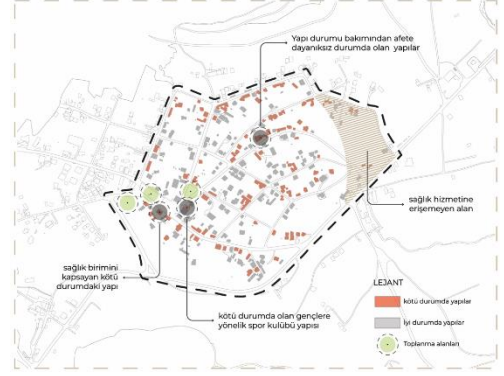 Yapı durumu bakımından afete
dayanıksız durumda olan yapılar
sağlık hizmetine
erişemeyen alan
sağlık birimini
kapsayan kötü
durumdaki yapı
kötü durumda olan gençlere
yönelik spor kulübü yapısı
LEJANT
kötü durumda yapılar
İyi durumda yapılar
Toplanma alanları